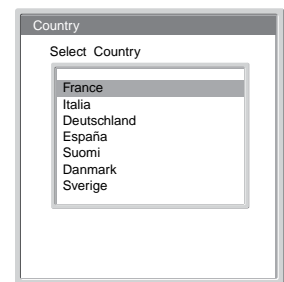 Country
Select Country
France
Italia
Deutschland
España
Suomi
Danmark
Sverige